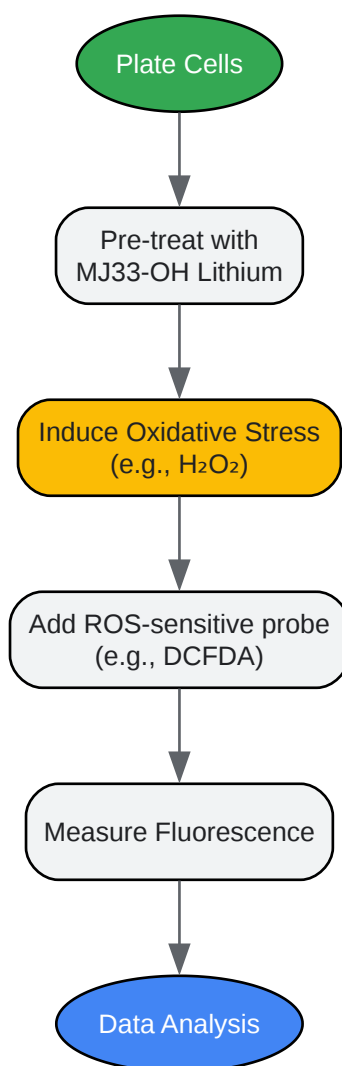 Plate Cells
Pre-treat with
MJ33-OH Lithium
Induce Oxidative Stress
(e.g., H₂O₂)
Add ROS-sensitive probe
(e.g., DCFDA)
Measure Fluorescence
Data Analysis